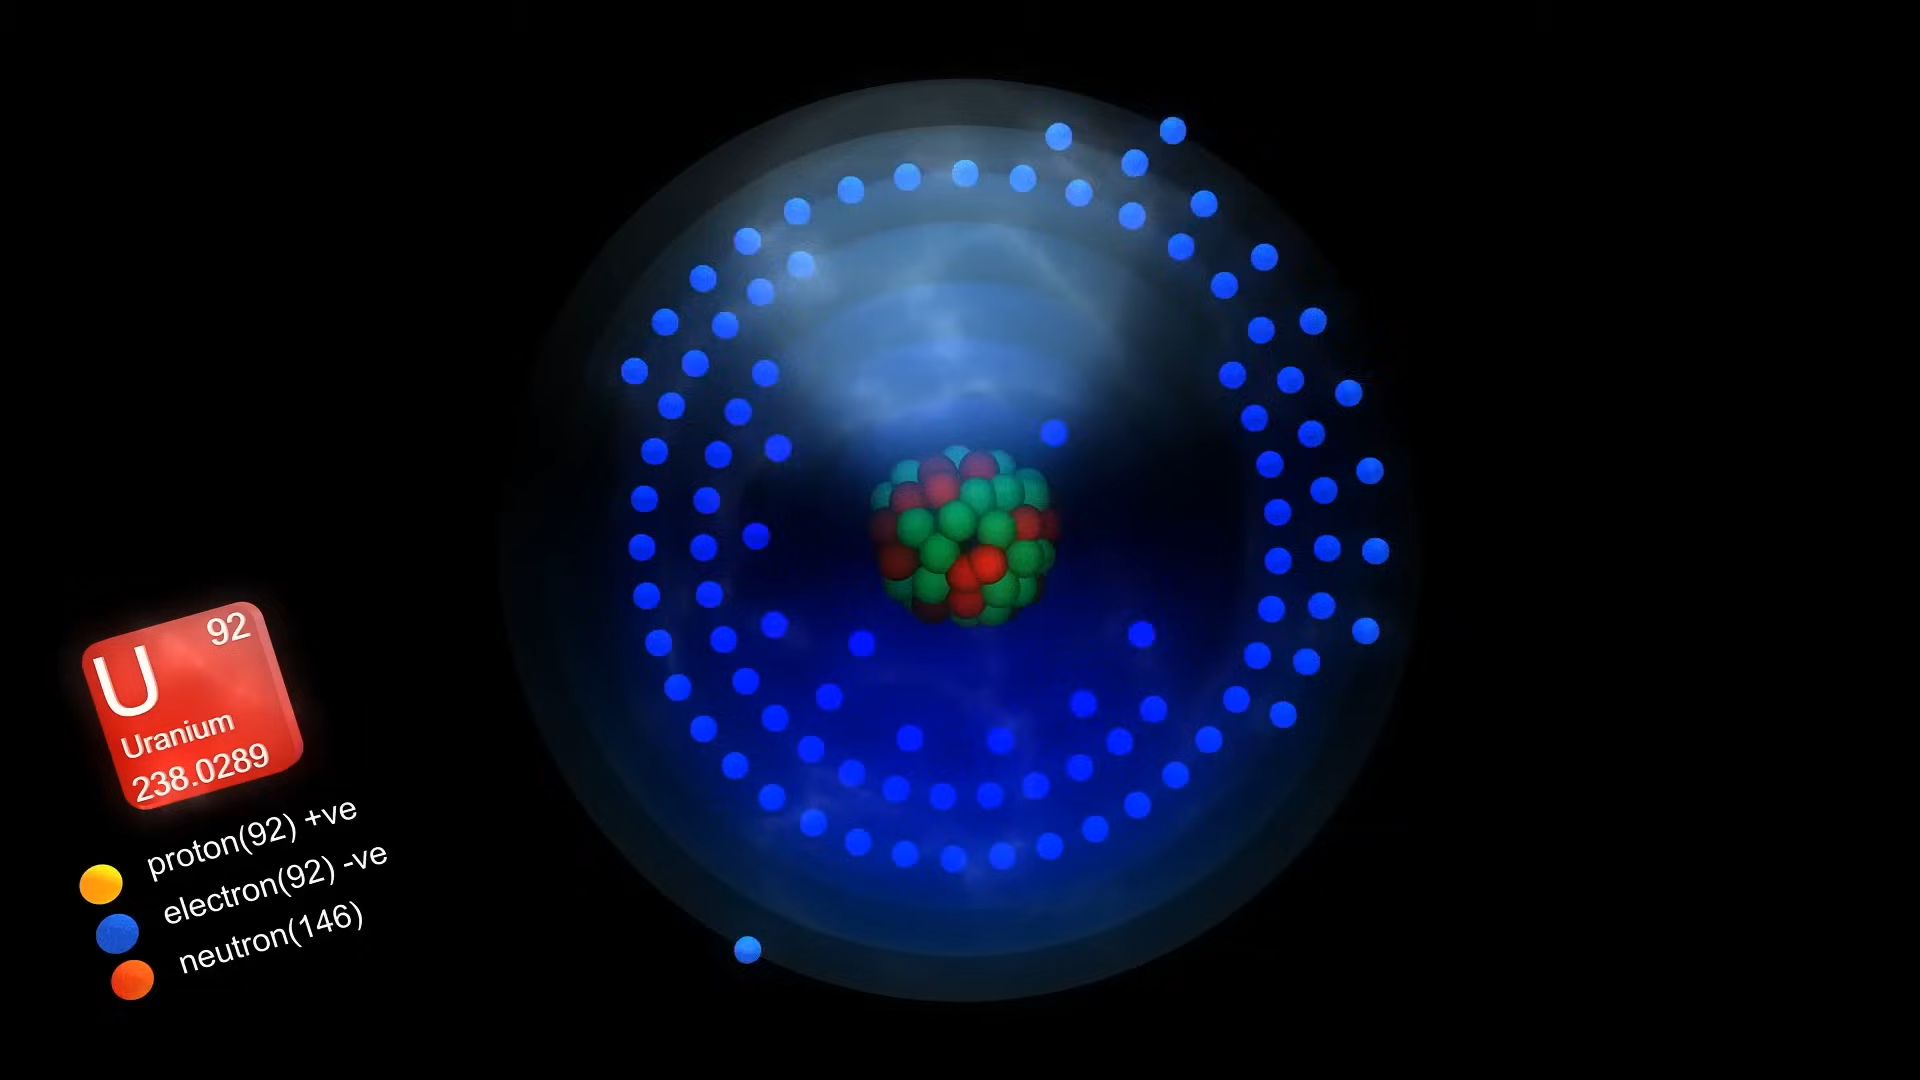 92
U
Uranium
238.0289
proton(92) +ve
electron(92) -ve
neutron(146)